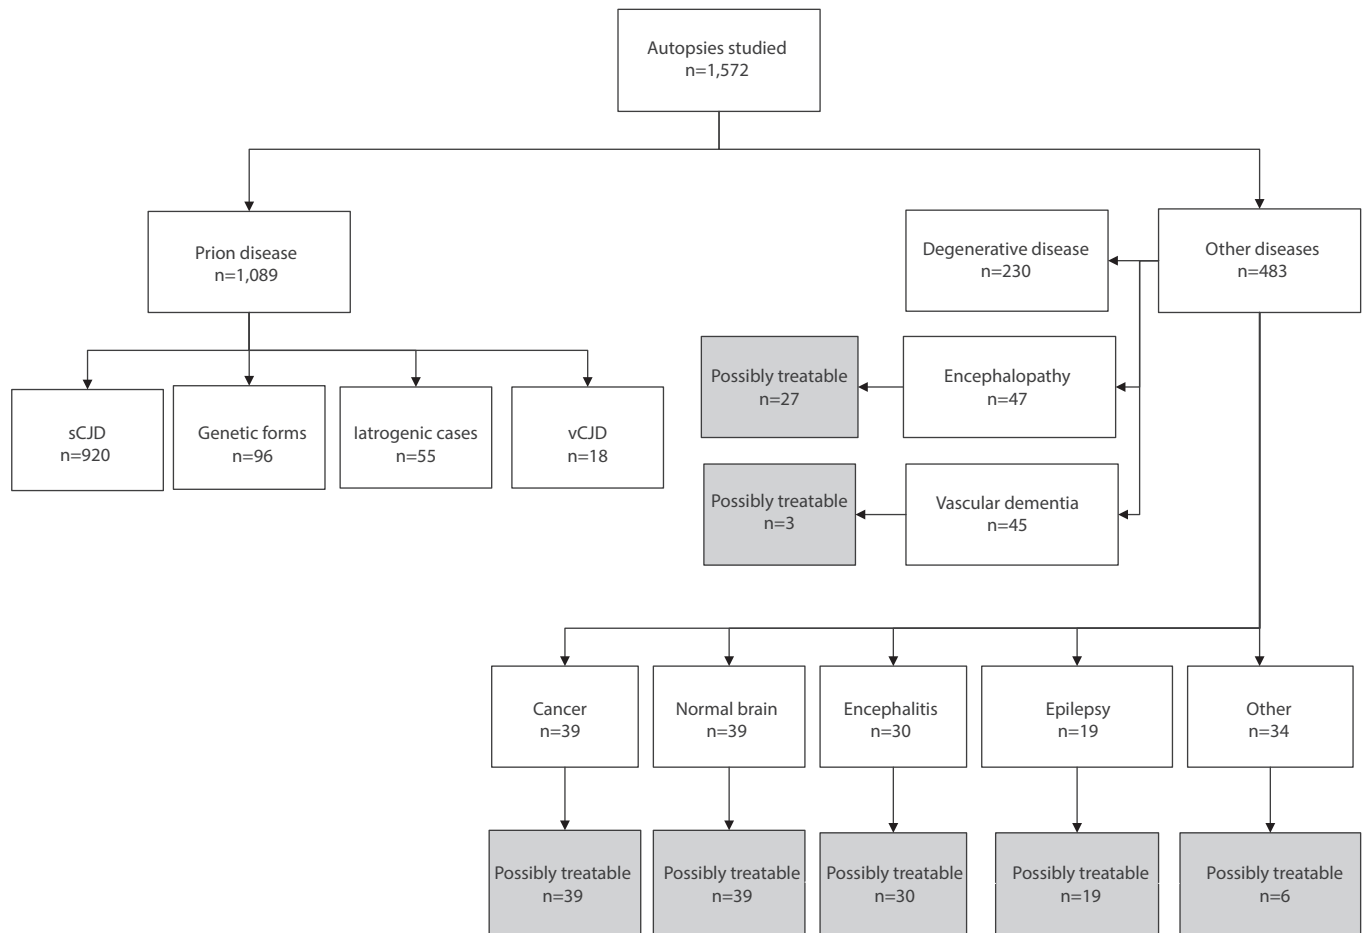 Autopsies studied
n=1,572
Prion disease
n=1,089
Other diseases
n=483
Degenerative disease
n=230
Possibly treatable
n=27
Encephalopathy
n=47
sCJD
n=920
Genetic forms
n=96
Iatrogenic cases
n=55
vCJD
n=18
Possibly treatable
n=3
Vascular dementia
n=45
Cancer
n=39
Normal brain
n=39
Encephalitis
n=30
Epilepsy
n=19
Other
n=34
Possibly treatable
n=39
Possibly treatable
n=39
Possibly treatable
n=30
Possibly treatable
n=19
Possibly treatable
n=6